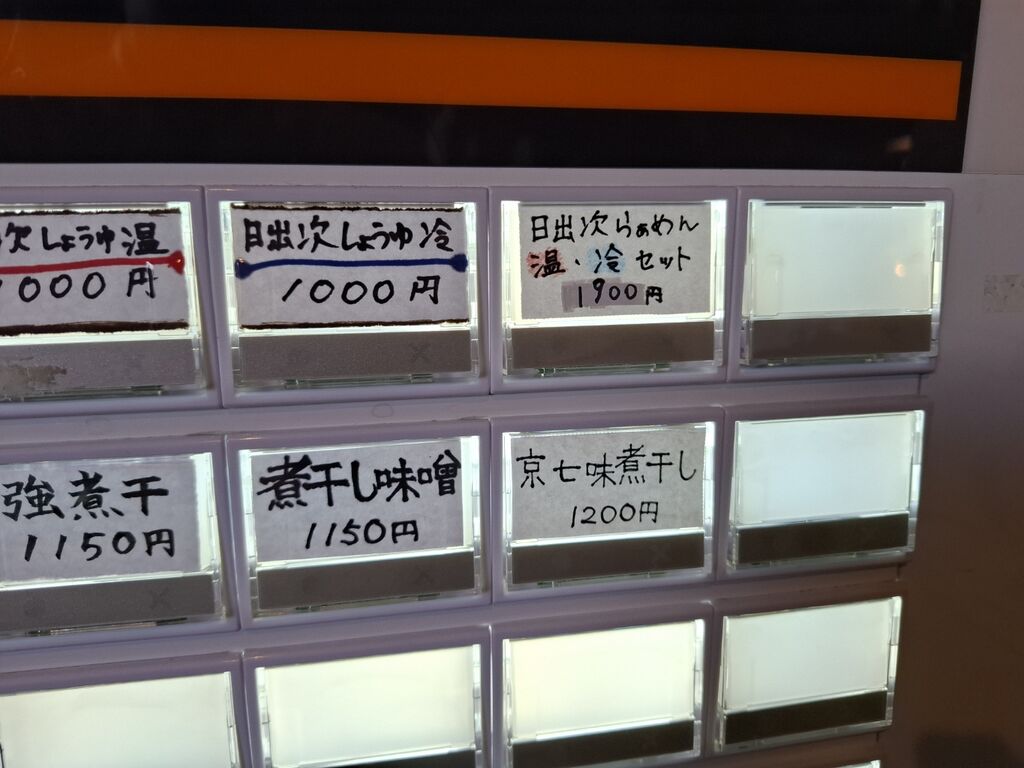 次しょうゆ温
1000円
日出次しょうゆ冷
1000円
日出次らぁめん
温・冷セット
1900円
強煮干
1150円
煮干し味噌
1150円
京七味煮干し
1200円